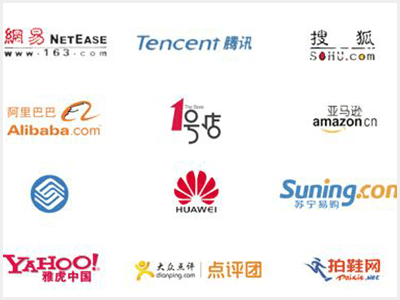 網易 NETEASE
www.163.com
Tencent 腾讯
搜狐
SOHU.com
阿里巴巴
Alibaba.com
The Store
1号店
亚马逊
amazon.cn
HUAWEI
Suning.com
苏宁易购
YAHOO!
雅虎中国
大众点评
dianping.com
点评团
拍鞋网
Paixie.net